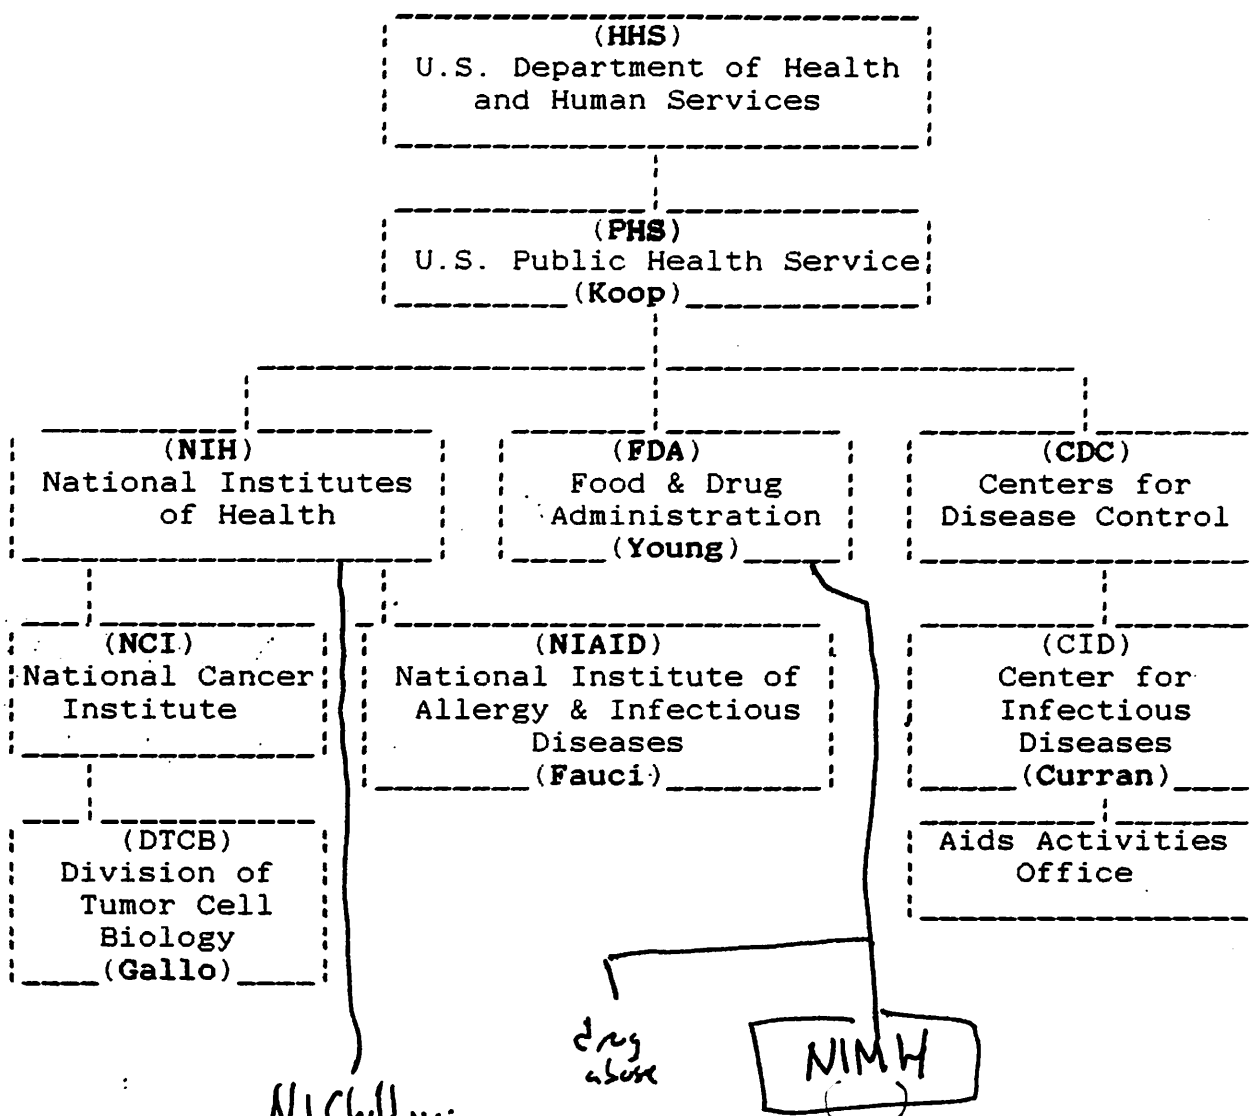 (HHS)
U.S. Department of Health
and Human Services
(PHS)
U.S. Public Health Service
(Koop)
(NIH)
National Institutes
of Health
(FDA)
Food & Drug
Administration
(Young)
(CDC)
Centers for
Disease Control
(NCI)
National Cancer
Institute
(NIAID)
National Institute of
Allergy & Infectious
Diseases
(Fauci)
(CID)
Center for
Infectious
Diseases
(Curran)
(DTCB)
Division of
Tumor Cell
Biology
(Gallo)
Aids Activities
Office
drug
abuse
NIMH